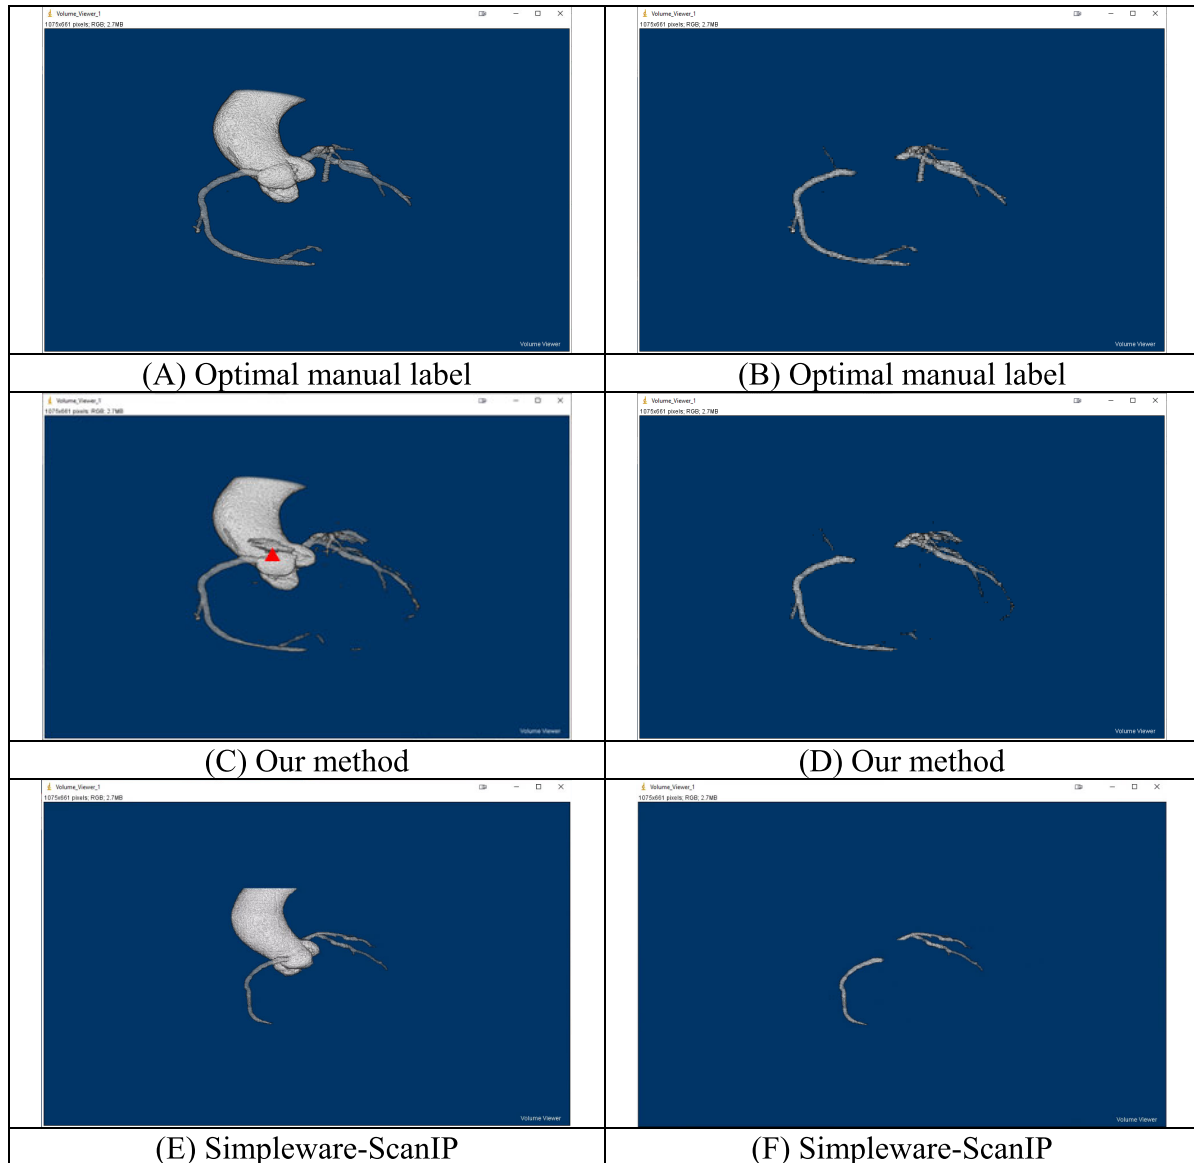 Volume_Viewer_1
1075x661 pixels; RGB; 2.7MB
Volume Viewer
Volume_Viewer_1
1075x661 pixels; RGB; 2.7MB
Volume Viewer
(A) Optimal manual label
(B) Optimal manual label
Volume_Viewer_1
1075x661 pixels; RGB; 2.7MB
Volume Viewer
Volume_Viewer_1
1075x661 pixels; RGB; 2.7MB
Volume Viewer
(C) Our method
(D) Our method
Volume_Viewer_1
1075x661 pixels; RGB; 2.7MB
Volume Viewer
Volume_Viewer_1
1075x661 pixels; RGB; 2.7MB
Volume Viewer
(E) Simpleware-ScanIP
(F) Simpleware-ScanIP